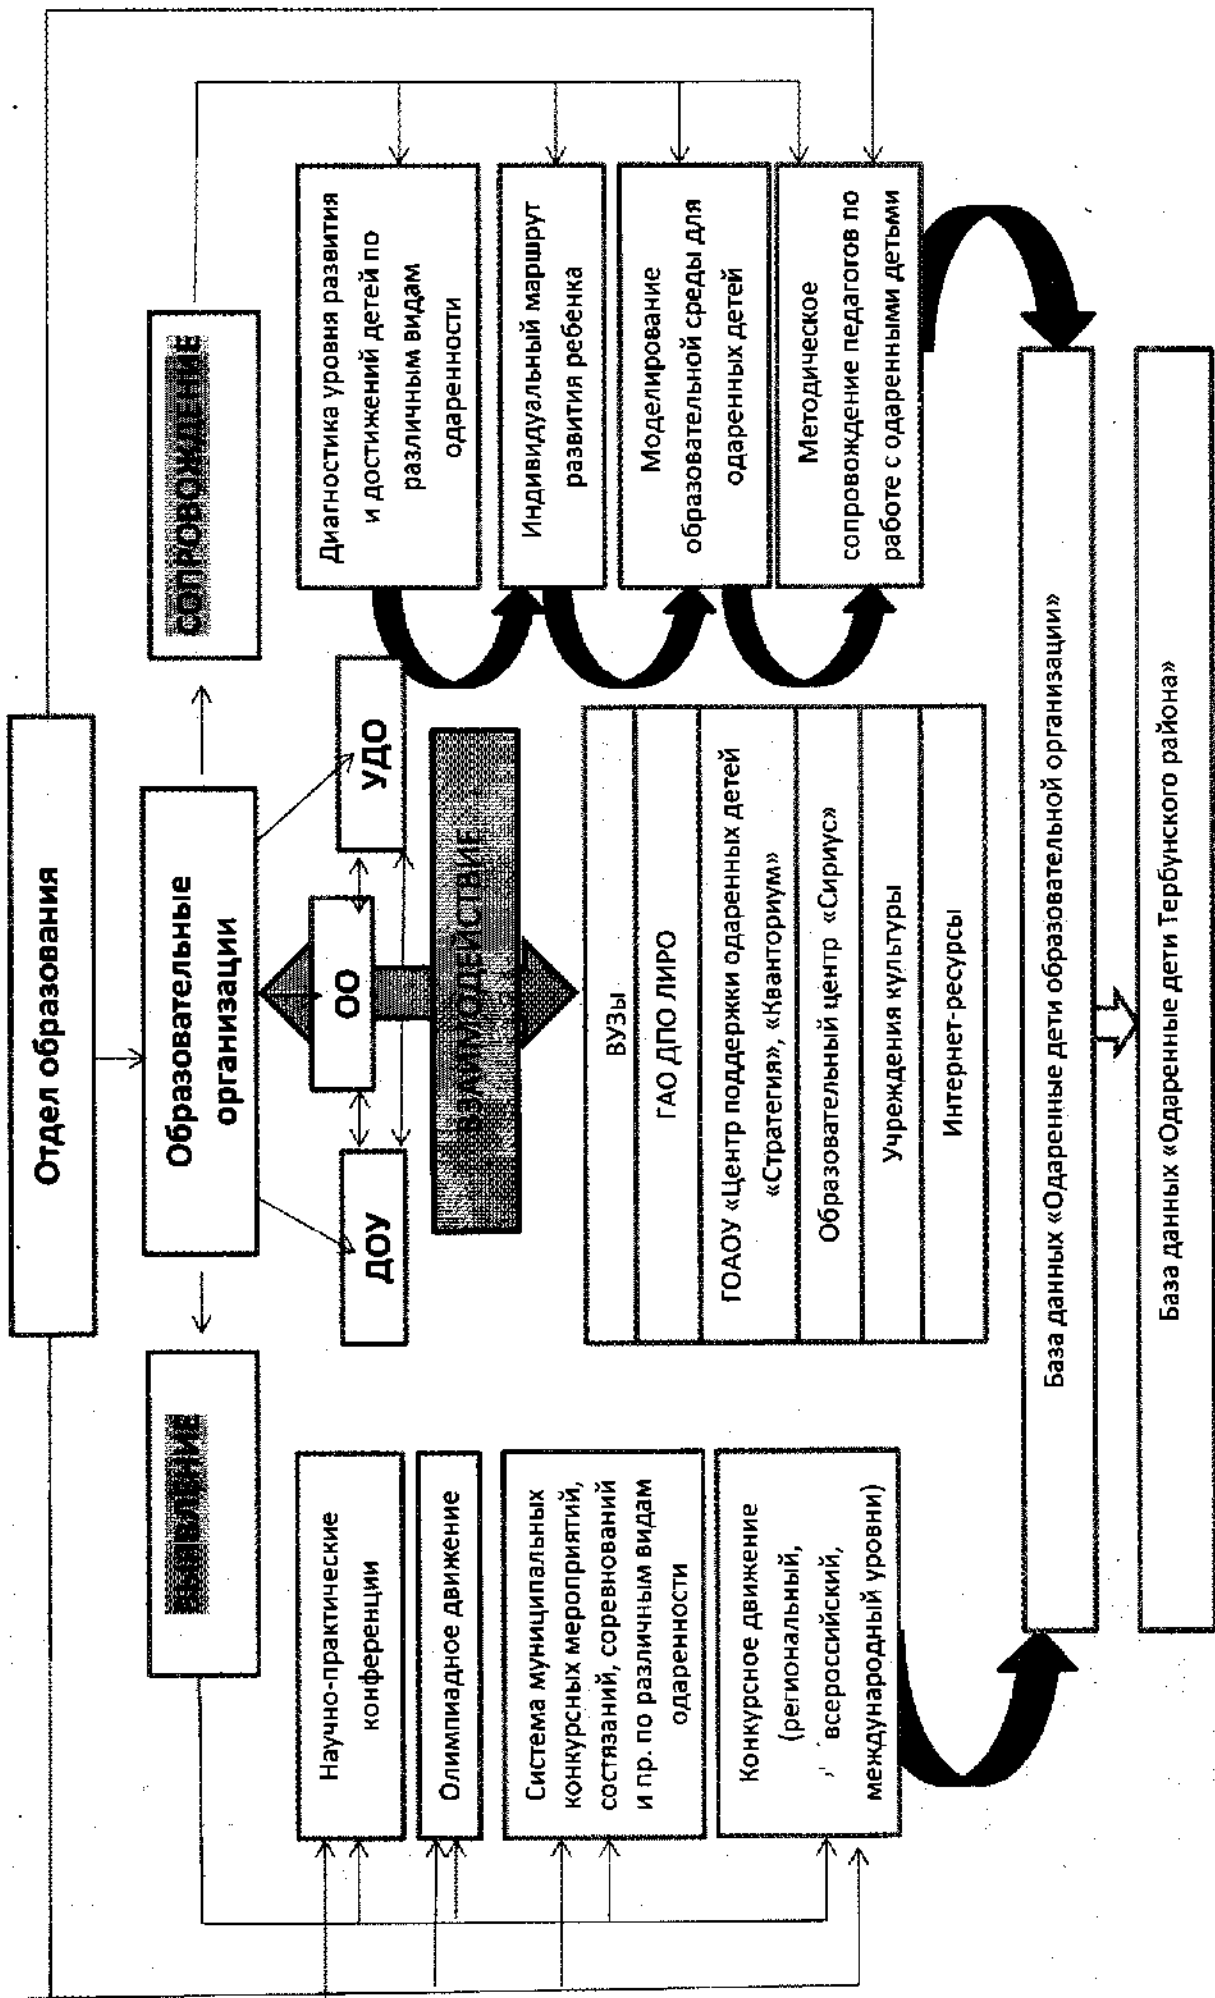 Отдел образования
ВЫЯВЛЕНИЕ
Образовательные
организации
СОПРОВОЖДЕНИЕ
ДОУ
ОО
УДО
ВЗАИМОДЕЙСТВИЕ
Научно-практические
конференции
Олимпиадное движение
Система муниципальных
конкурсных мероприятий,
состязаний, соревнований
и пр. по различным видам
одаренности
Конкурсное движение
(региональный,
всероссийский,
международный уровни)
ВУЗы
ГАО ДПО ЛИРО
ГОАОУ «Центр поддержки одаренных детей
«Стратегия», «Кванториум»
Образовательный центр «Сириус»
Учреждения культуры
Интернет-ресурсы
Диагностика уровня развития
и достижений детей по
различным видам
одаренности
Индивидуальный маршрут
развития ребенка
Моделирование
образовательной среды для
одаренных детей
Методическое
сопровождение педагогов по
работе с одаренными детьми
База данных «Одаренные дети образовательной организации»
База данных «Одаренные дети Тербунского района»